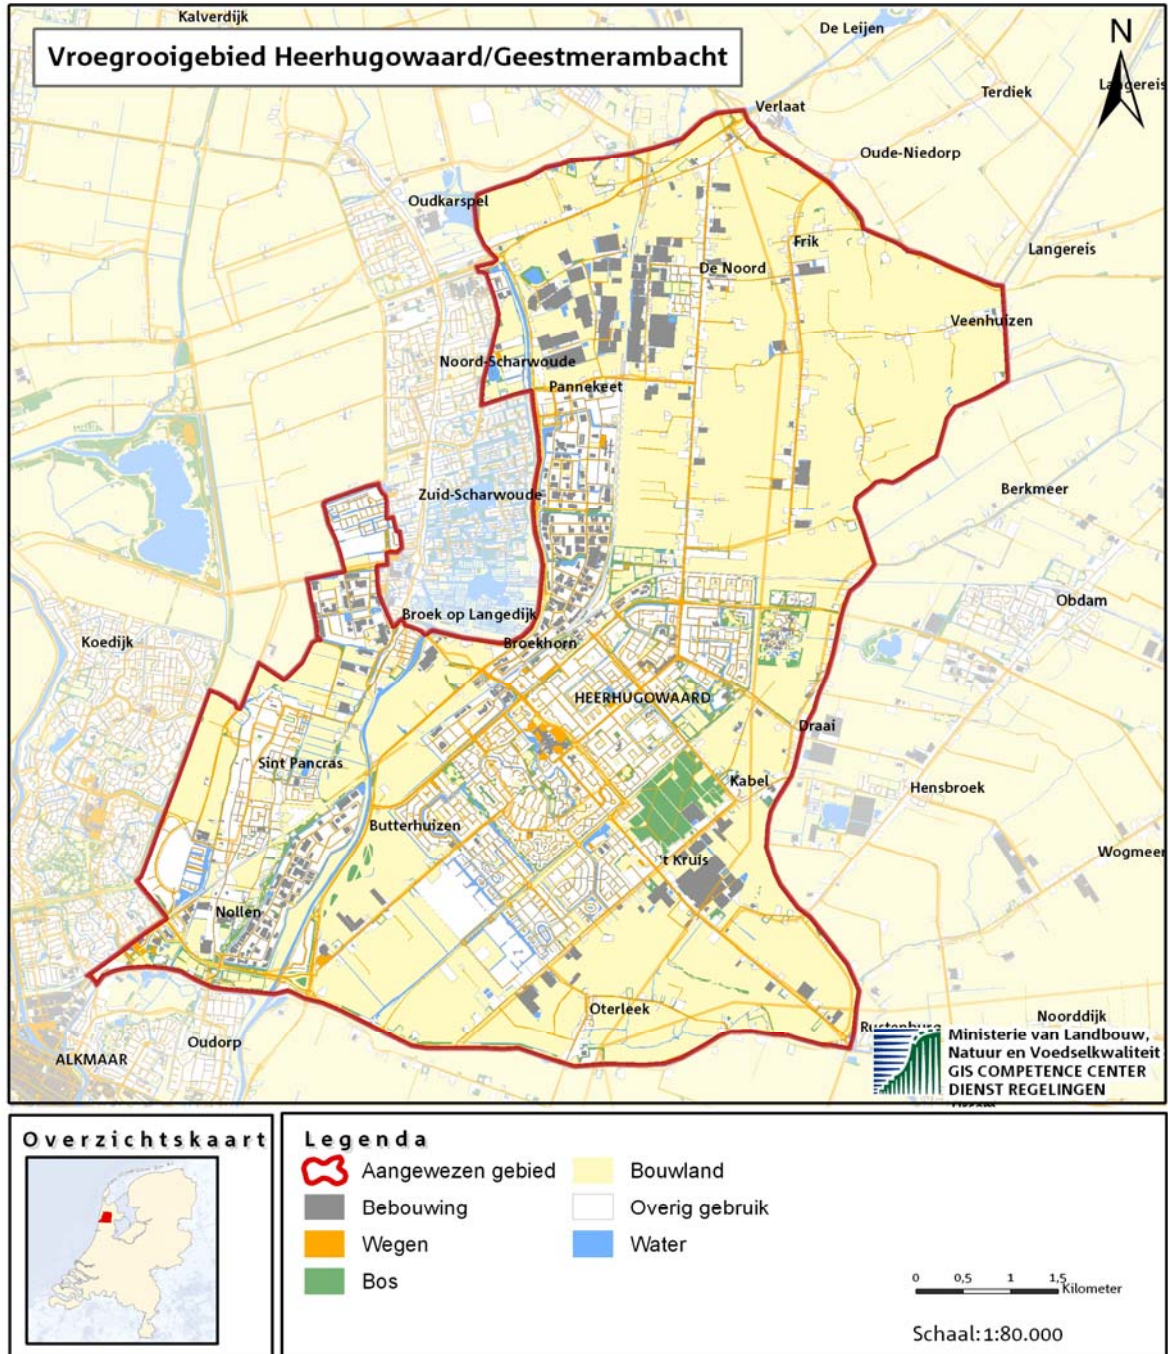 Kalverdijk
De Leijen
Vroegrooigebied Heerhugowaard/Geestmerambacht
N
Terdiek
Langereis
Verlaat
Oude-Niedorp
Oudkarspel
Frik
Langereis
De Noord
Veenhuizen
Noord-Scharwoude
Pannekeet
Zuid-Scharwoude
Berkmeer
Obdam
Broek op Langedijk
Koedijk
Broekhorn
HEERHUGOWAARD
Draai
Sint Pancras
Kabel
Hensbroek
Butterhuizen
't Kruis
Wogmeer
Nollen
Oterleek
Noorddijk
Rustenburg
Oudorp
ALKMAAR
Ministerie van Landbouw,
Natuur en Voedselkwaliteit
GIS COMPETENCE CENTER
DIENST REGELINGEN
Overzichtskaart
Legenda
Aangewezen gebied
Bebouwing
Wegen
Bos
Bouwland
Overig gebruik
Water
0 0,5 1 1,5
Kilometer
Schaal:1:80.000